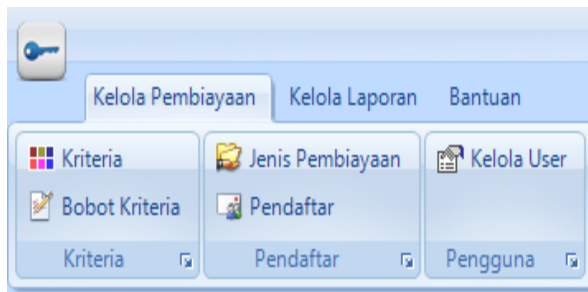 Kelola Pembiayaan Kelola Laporan Bantuan
Kriteria Jenis Pembiayaan Kelola User
Bobot Kriteria Pendaftar
Kriteria Pendaftar Pengguna